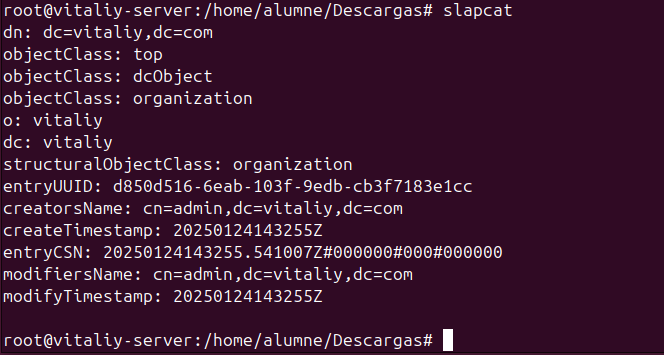 root@vitaliy-server:/home/alumne/Descargas# slapcat
dn: dc=vitaliy,dc=com
objectClass: top
objectClass: dcObject
objectClass: organization
o: vitaliy
dc: vitaliy
structuralObjectClass: organization
entryUUID: d850d516-6eab-103f-9edb-cb3f7183e1cc
creatorsName: cn=admin,dc=vitaliy,dc=com
createTimestamp: 20250124143255Z
entryCSN: 20250124143255.541007Z#000000#000#000000
modifiersName: cn=admin,dc=vitaliy,dc=com
modifyTimestamp: 20250124143255Z
root@vitaliy-server:/home/alumne/Descargas#